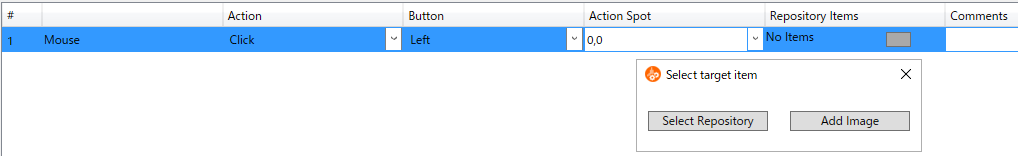 # Action Button Action Spot Repository Items Comments
1 Mouse Click Left 0,0 No Items
Select target item
Select Repository Add Image